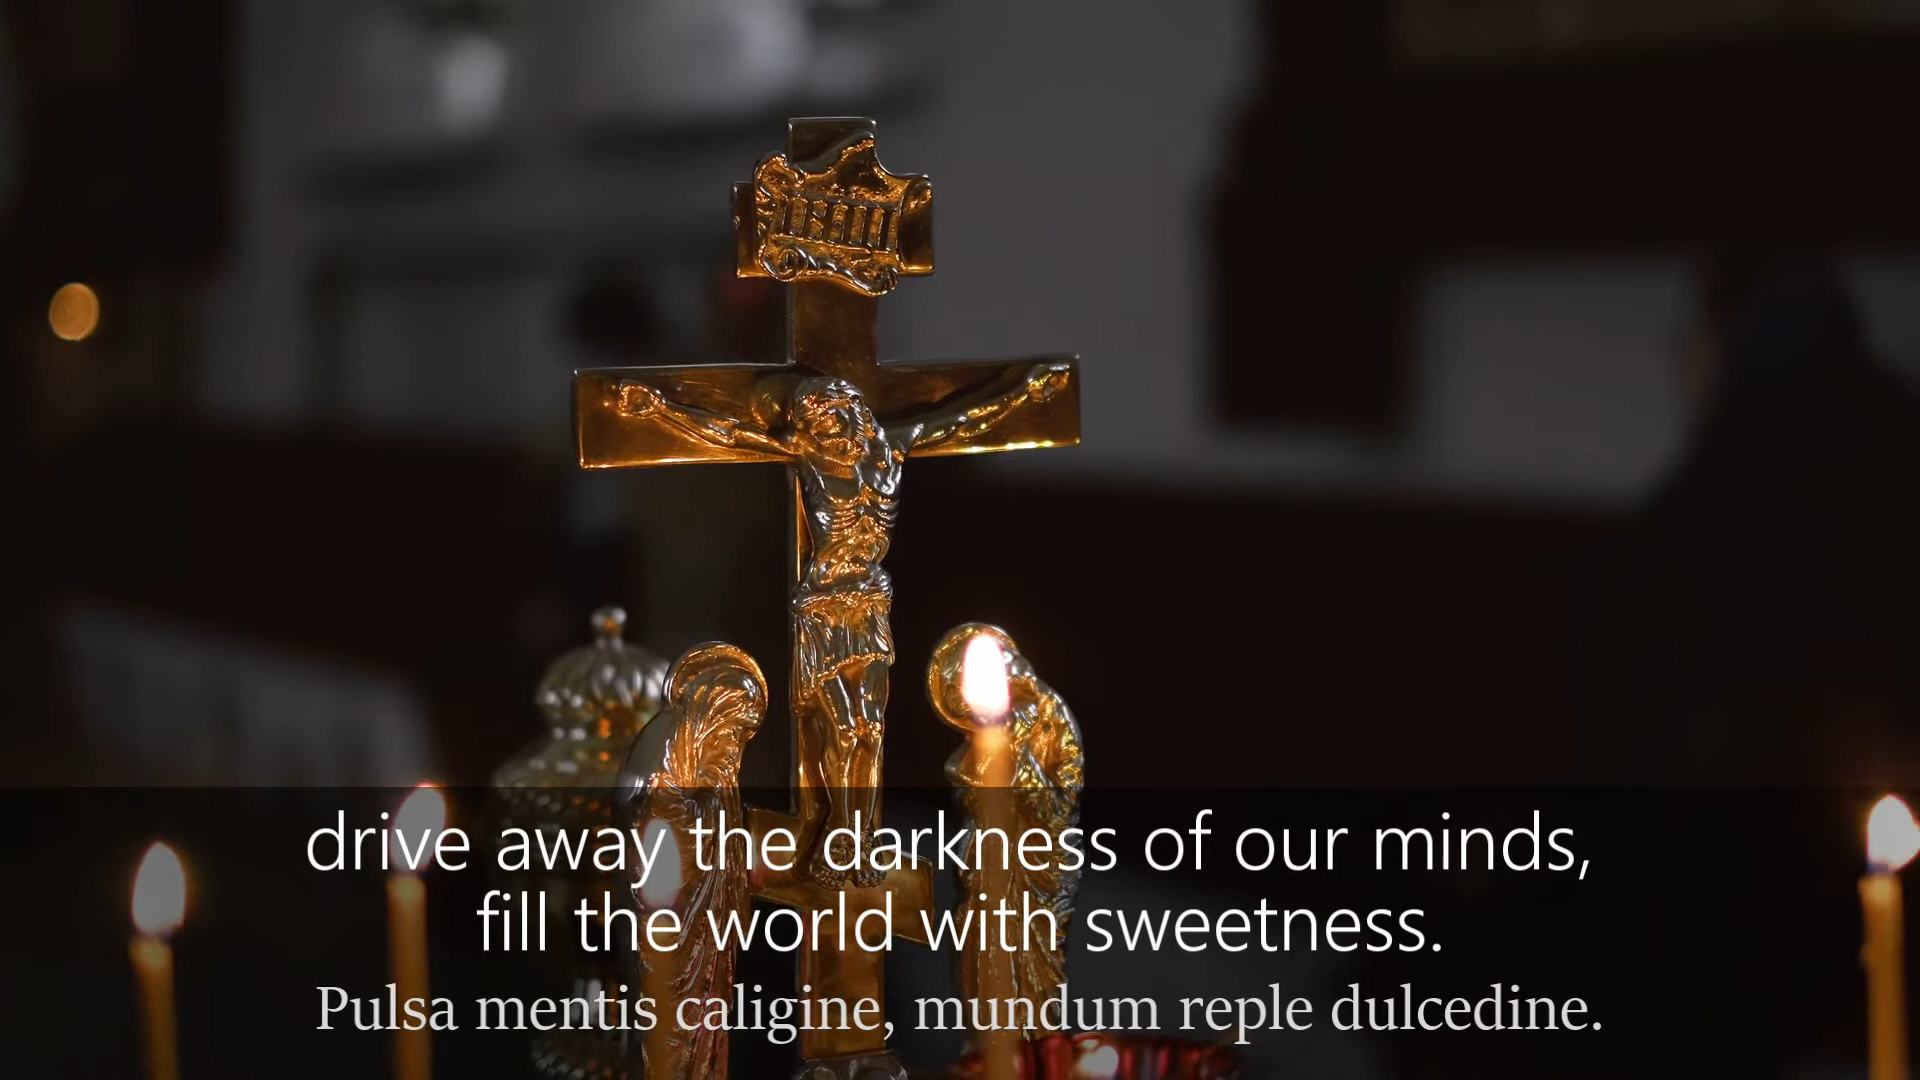 drive away the darkness of our minds,
fill the world with sweetness.
Pulsa mentis caligine, mundum reple dulcedine.